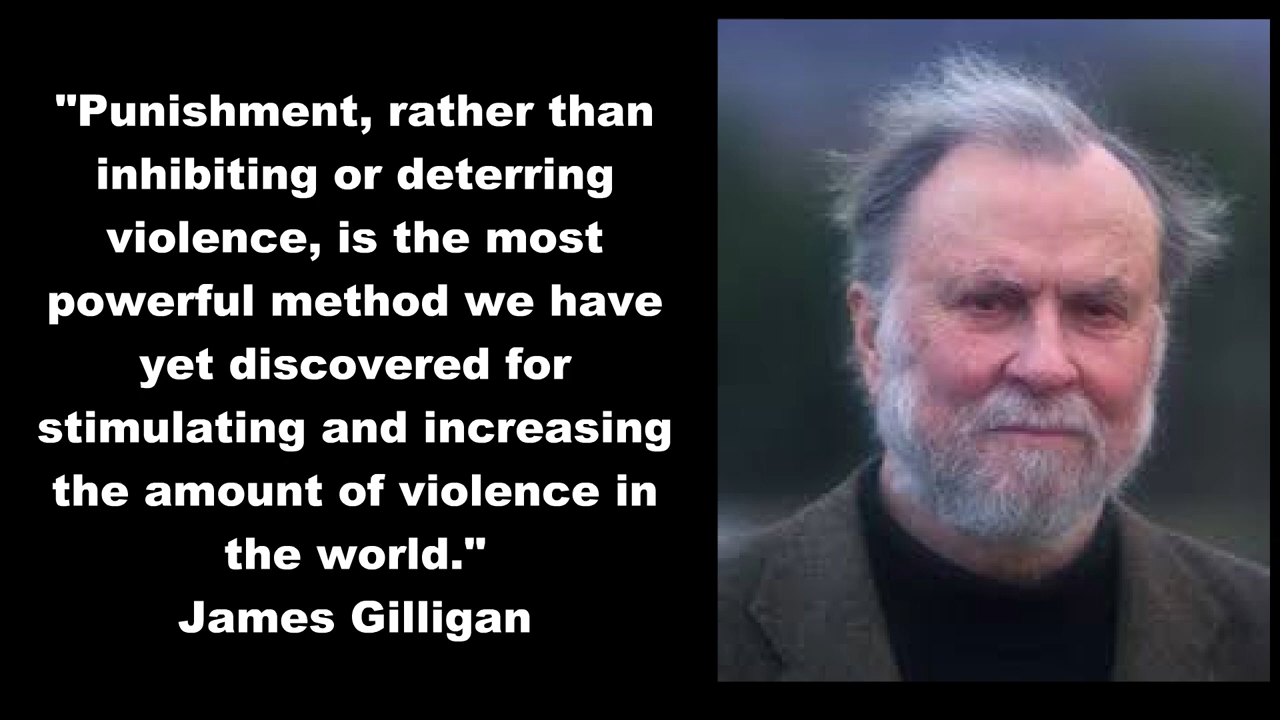 "Punishment, rather than
inhibiting or deterring
violence, is the most
powerful method we have
yet discovered for
stimulating and increasing
the amount of violence in
the world."
James Gilligan